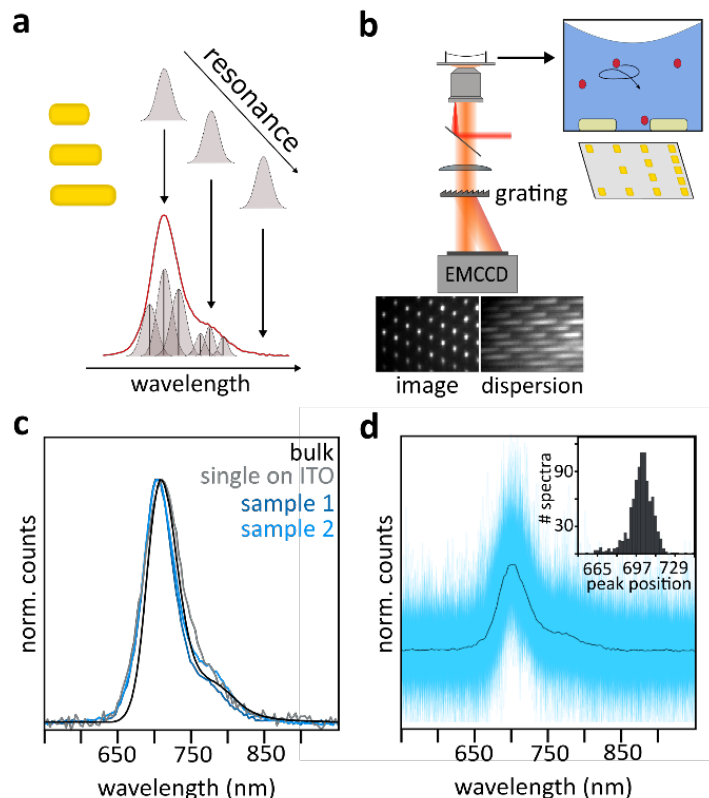 a
resonance
wavelength
b
grating
EMCCD
image
dispersion
c
bulk
single on ITO
sample 1
sample 2
norm. counts
650
750
850
wavelength (nm)
d
norm. counts
# spectra
90
30
665
697
729
peak position
650
750
850
wavelength (nm)